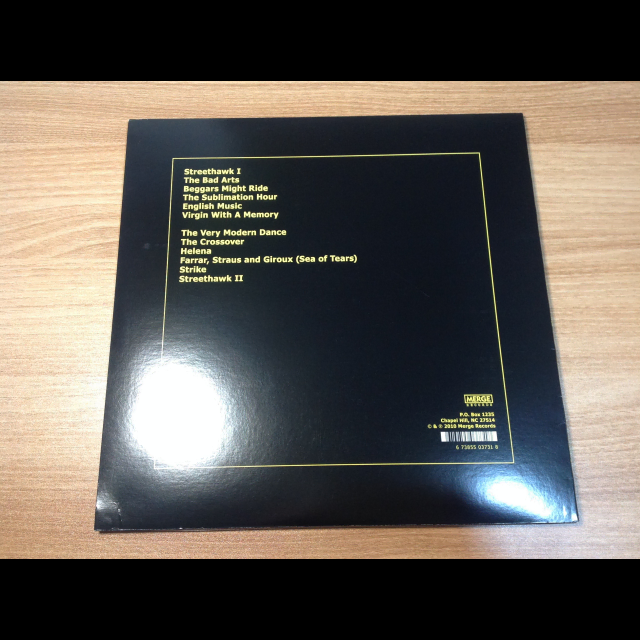 Streethawk I
The Bad Arts
Beggars Might Ride
The Sublimation Hour
English Music
Virgin With A Memory
The Very Modern Dance
The Crossover
Helena
Farrar, Straus and Giroux (Sea of Tears)
Strike
Streethawk II
MERGE
RECORDS
P.O. Box 1235
Chapel Hill, NC 27514
© & ℗ 2010 Merge Records
6 73855 03731 8